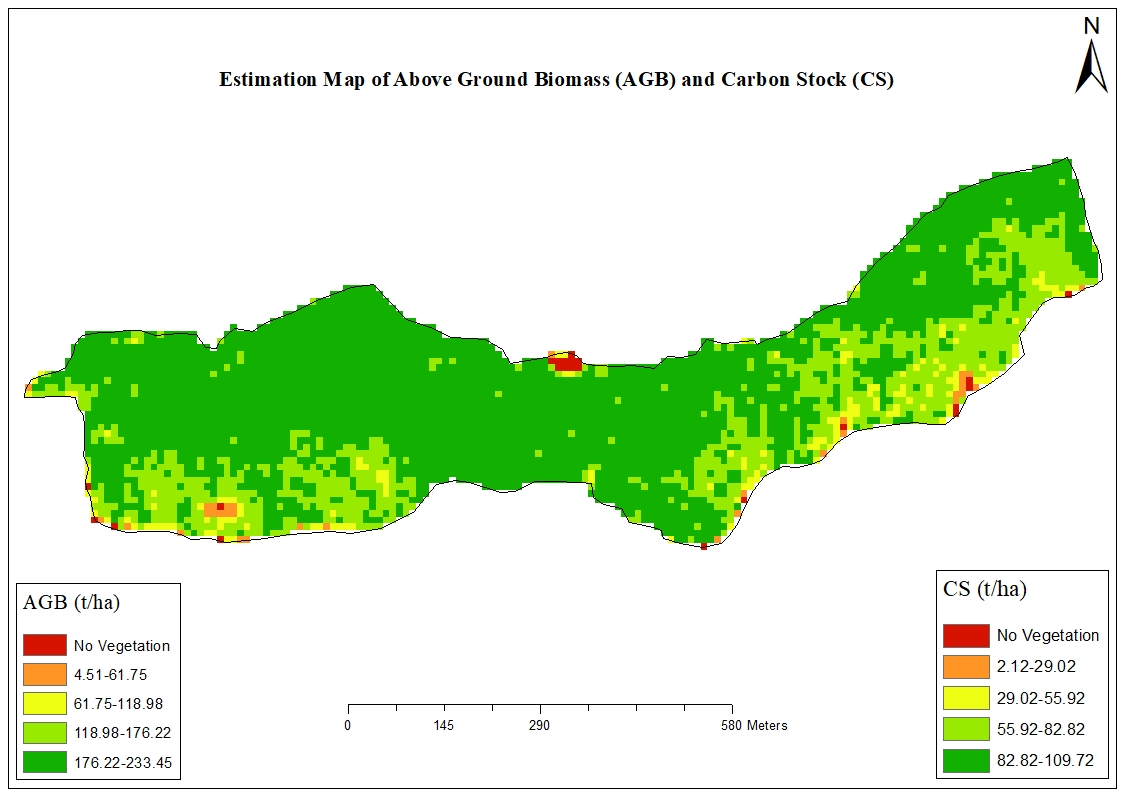 N
Estimation Map of Above Ground Biomass (AGB) and Carbon Stock (CS)
AGB (t/ha)
No Vegetation
4.51-61.75
61.75-118.98
118.98-176.22
176.22-233.45
0 145 290 580 Meters
CS (t/ha)
No Vegetation
2.12-29.02
29.02-55.92
55.92-82.82
82.82-109.72